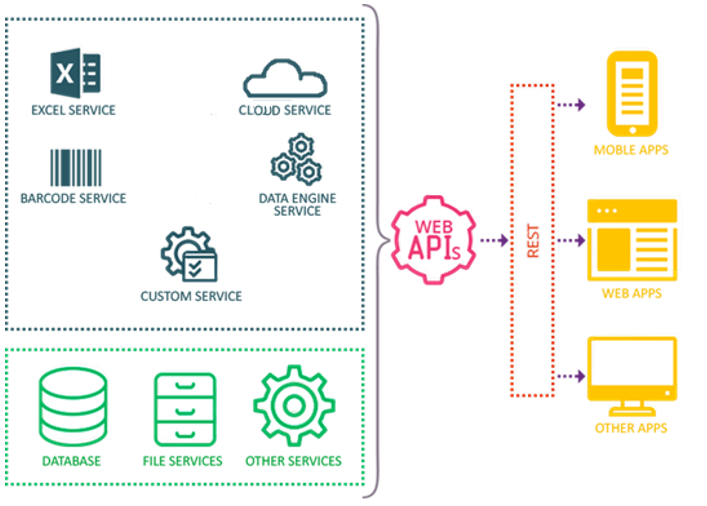 EXCEL SERVICE
CLOUD SERVICE
BARCODE SERVICE
DATA ENGINE
SERVICE
CUSTOM SERVICE
DATABASE
FILE SERVICES
OTHER SERVICES
WEB
APIs
REST
MOBLE APPS
WEB APPS
OTHER APPS